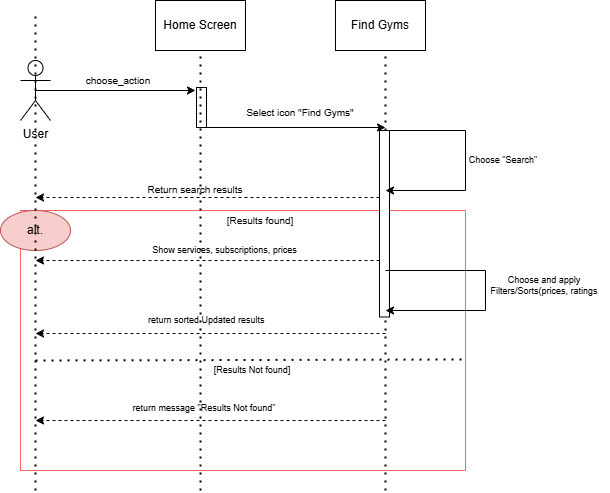 Home Screen
Find Gyms
choose_action
Select icon "Find Gyms"
User
Choose "Search"
Return search results
[Results found]
alt.
Show services, subscriptions, prices
Choose and apply
Filters/Sorts(prices, ratings
return sorted Updated results
[Results Not found]
return message "Results Not found"